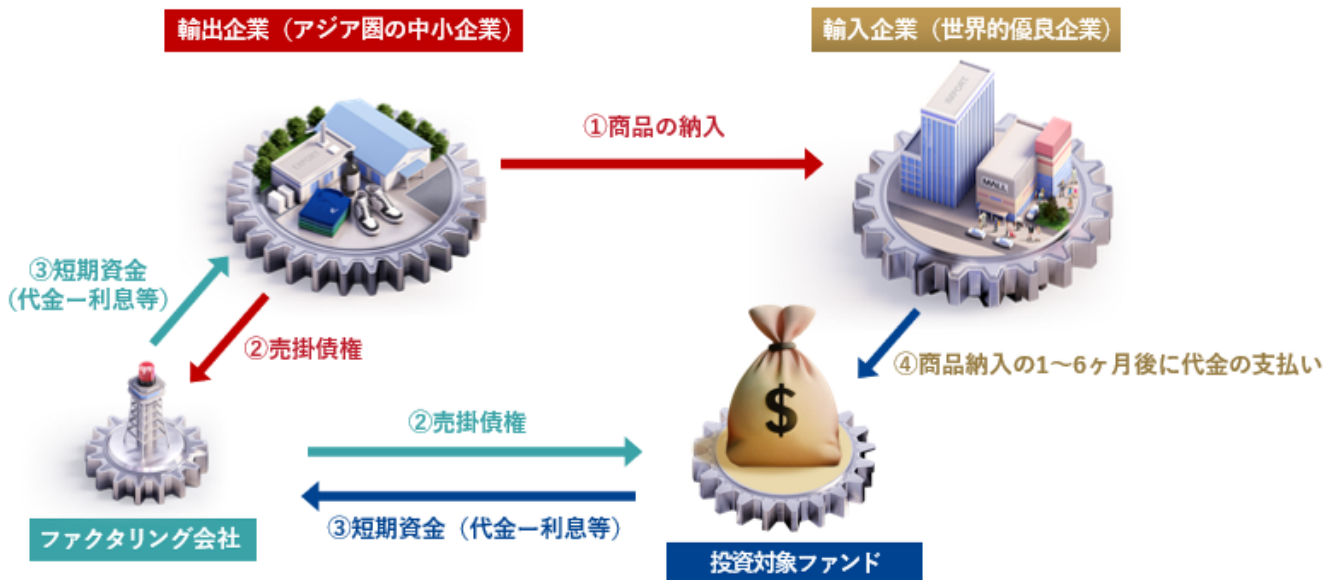 輸出企業（アジア圏の中小企業）
輸入企業（世界的優良企業）
①商品の納入
EXPORT
IMPORT
MALL
③短期資金
（代金ー利息等）
②売掛債権
④商品納入の1～6ヶ月後に代金の支払い
$
②売掛債権
③短期資金（代金ー利息等）
ファクタリング会社
投資対象ファンド